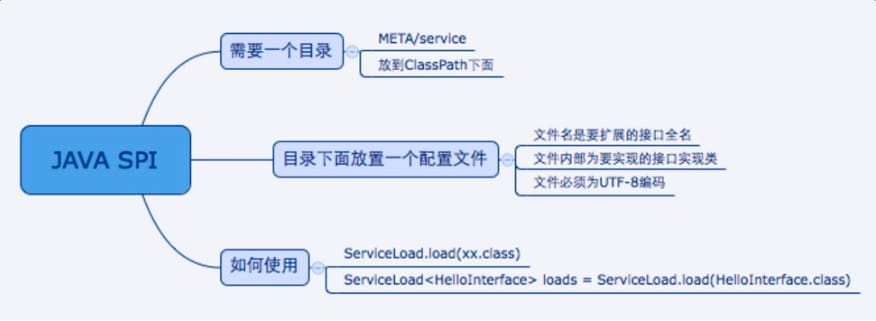 JAVA SPI
需要一个目录
META/service
放到ClassPath下面
目录下面放置一个配置文件
文件名是要扩展的接口全名
文件内部为要实现的接口实现类
文件必须为UTF-8编码
如何使用
ServiceLoad.load(xx.class)
ServiceLoad<HelloInterface> loads = ServiceLoad.load(HelloInterface.class)